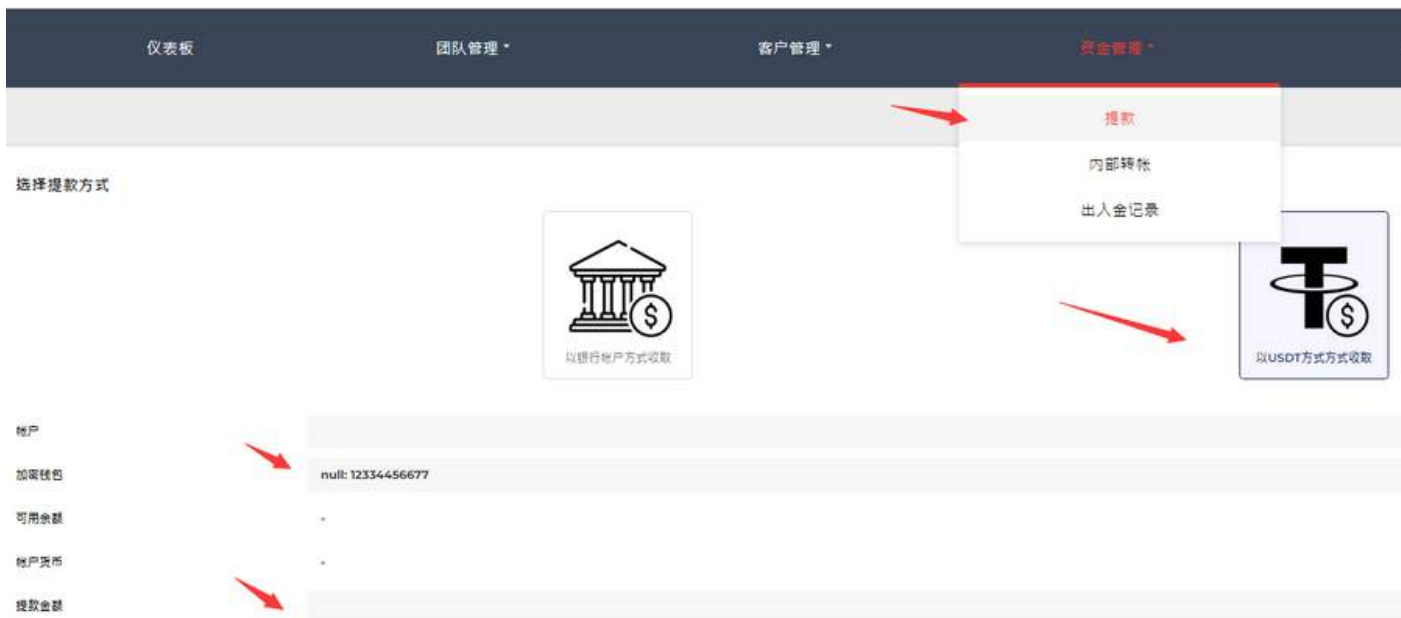 仪表板 团队管理 客户管理 资金管理
提款
内部转帐
出入金记录
选择提款方式
以银行帐户方式收取
以USDT方式方式收取
帐户
加密钱包 null: 12334456677
可用余额 -
帐户货币 -
提款金额